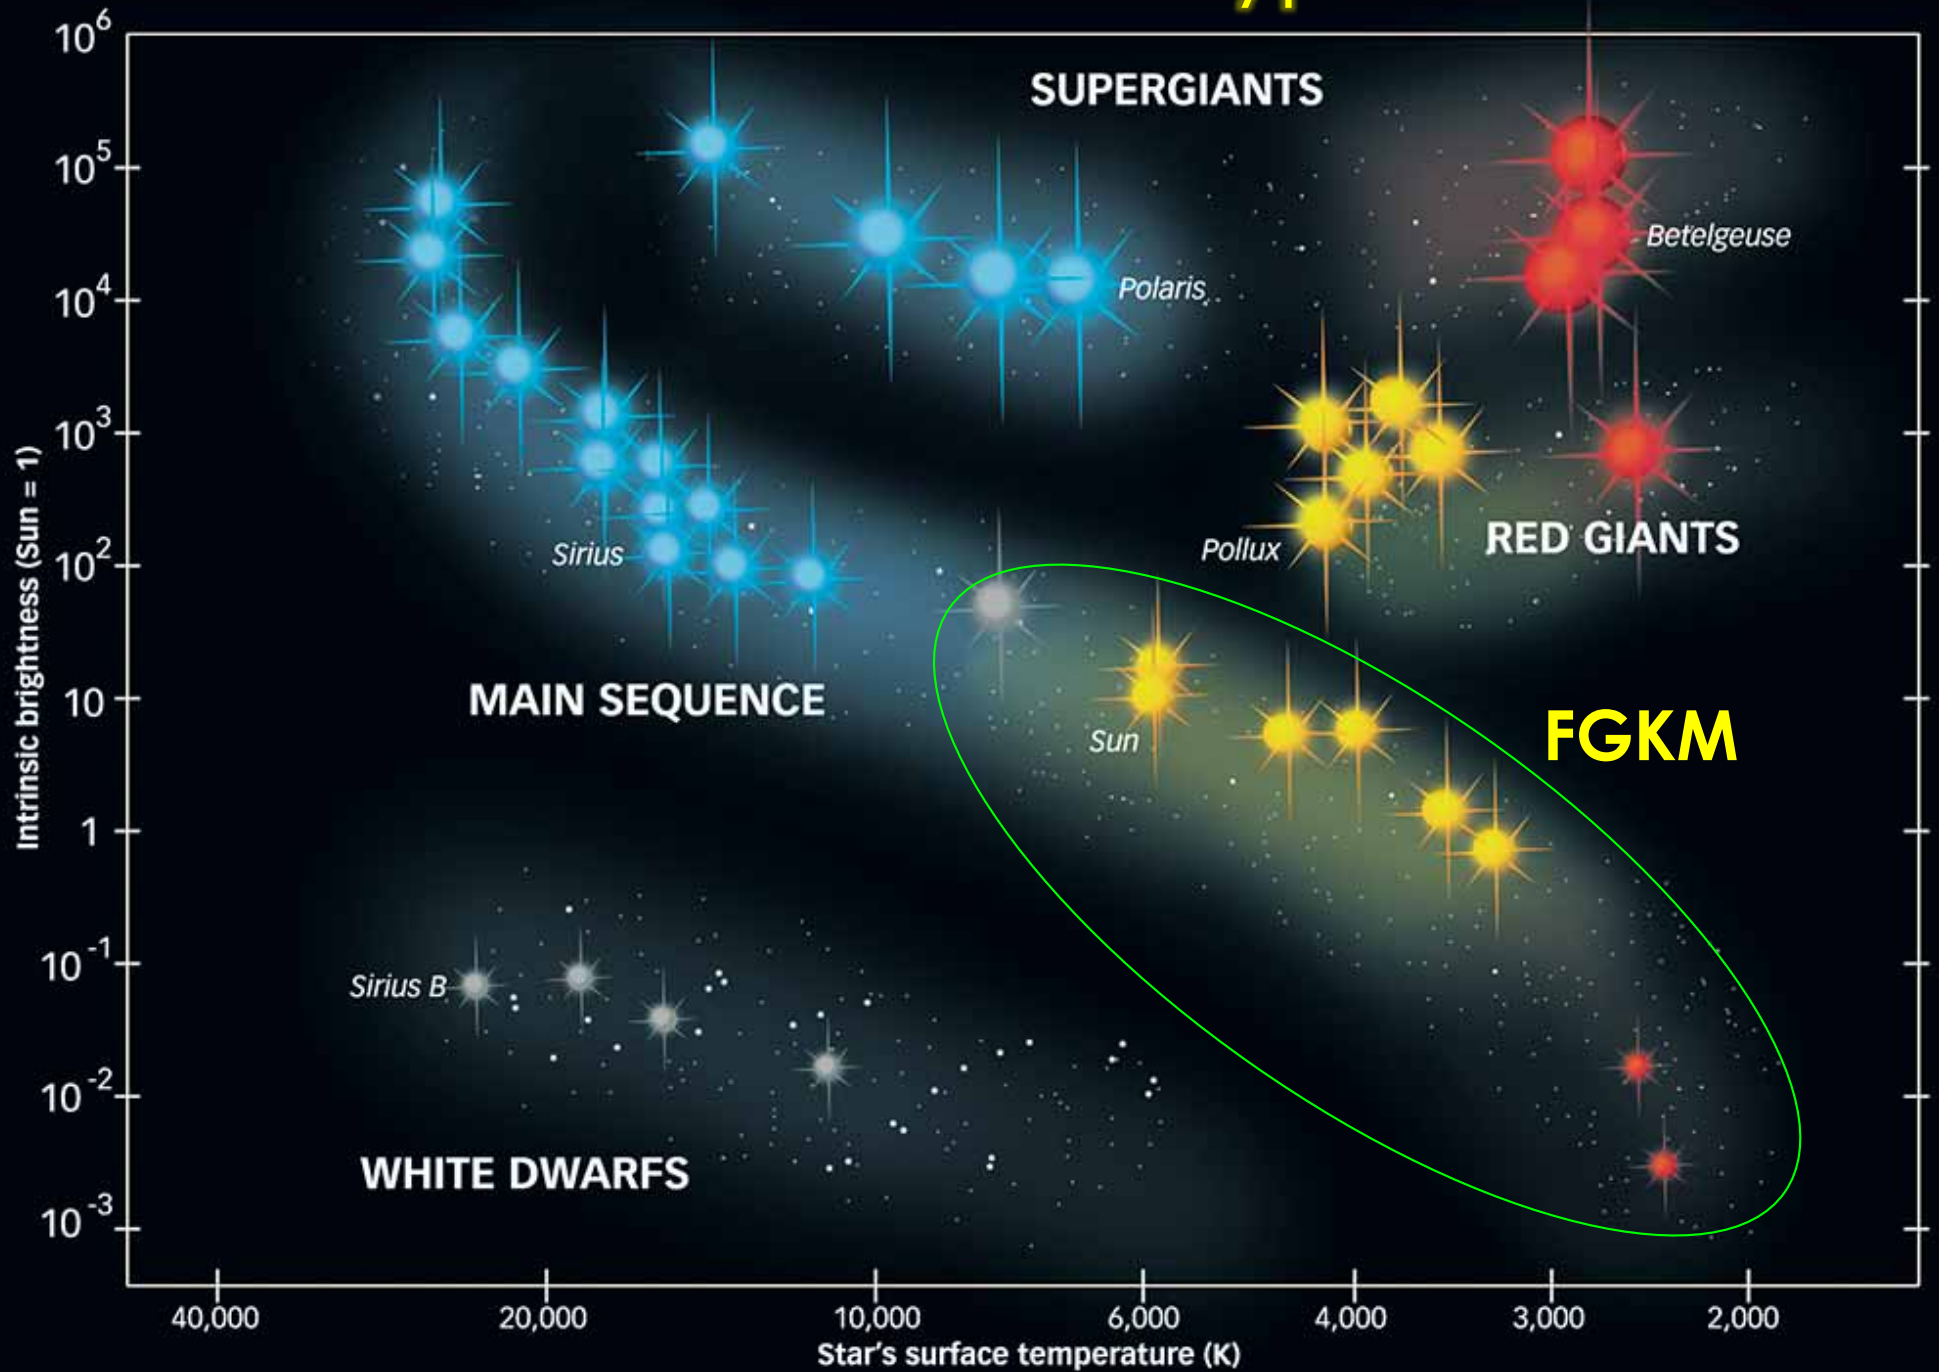 SUPERGIANTS
Betelgeuse
Polaris
Pollux
RED GIANTS
Sirius
MAIN SEQUENCE
Sun
FGKM
Sirius B
WHITE DWARFS
Intrinsic brightness (Sun = 1)
10^6
10^5
10^4
10^3
10^2
10
1
10^-1
10^-2
10^-3
40,000 20,000 10,000 6,000 4,000 3,000 2,000
Star's surface temperature (K)